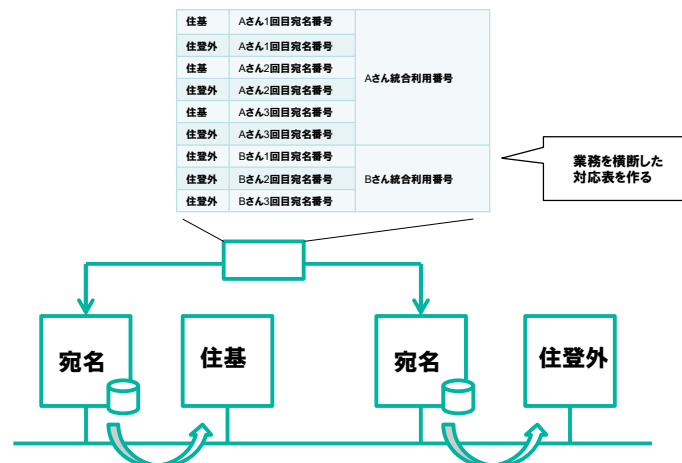 住基 Aさん1回目宛名番号
住登外 Aさん1回目宛名番号
住基 Aさん2回目宛名番号
Aさん統合利用番号
住登外 Aさん2回目宛名番号
住基 Aさん3回目宛名番号
住登外 Aさん3回目宛名番号
住登外 Bさん1回目宛名番号
住登外 Bさん2回目宛名番号 Bさん統合利用番号
住登外 Bさん3回目宛名番号
業務を横断した
対応表を作る
宛名 住基 宛名 住登外